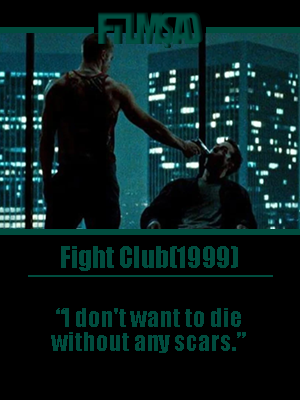 Fight Club(1999)
“I don’t want to die
without any scars.”